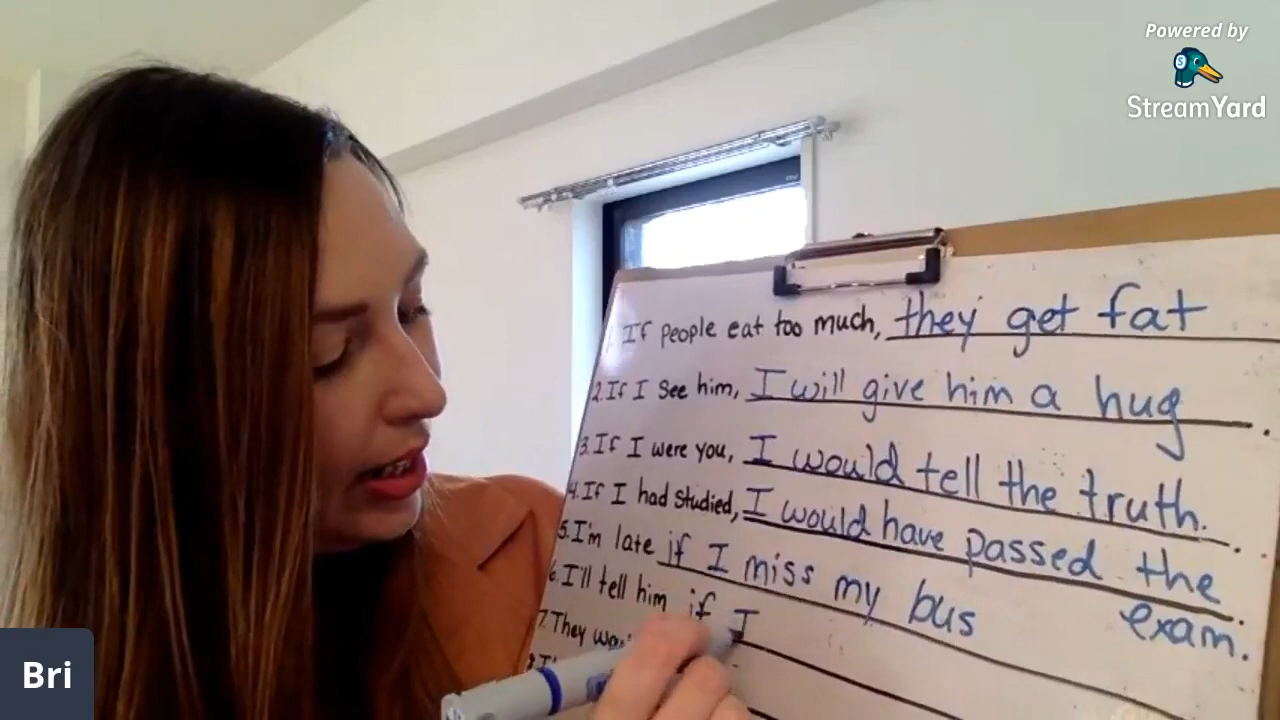 Powered by
StreamYard
1. If people eat too much, they get fat
2. If I see him, I will give him a hug.
3. If I were you, I would tell the truth.
4. If I had studied, I would have passed the exam.
5. I'm late if I miss my bus
6. I'll tell him if I
7. They
Bri